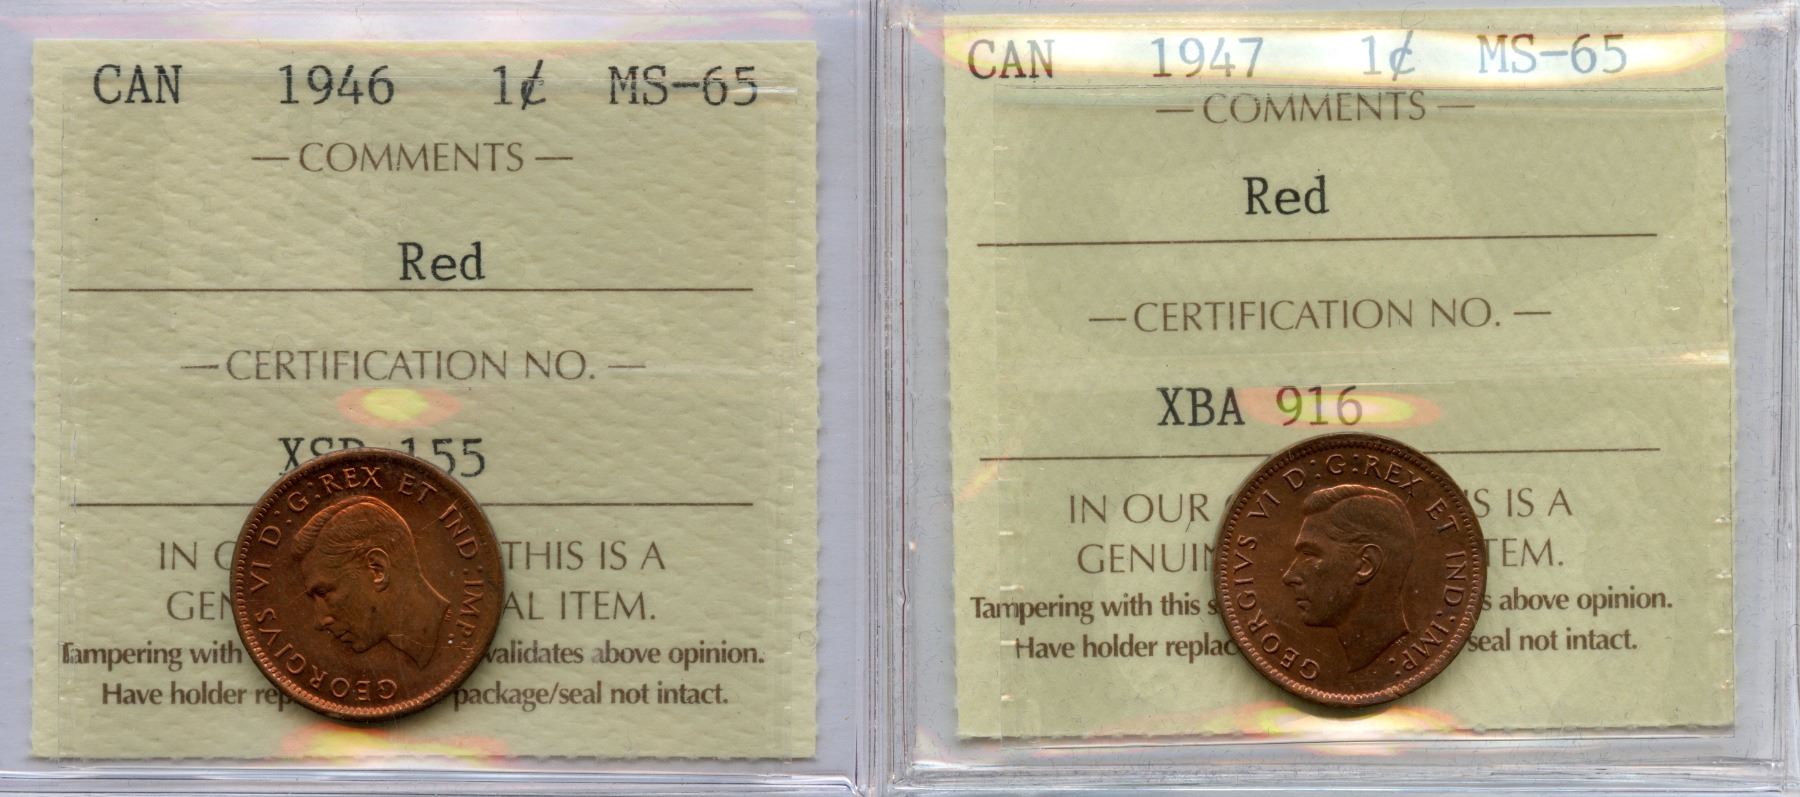 CAN 1946 1¢ MS-65
— COMMENTS —
Red
— CERTIFICATION NO. —
155
IN THIS IS A
AL ITEM.
Tampering with validates above opinion.
Have holder package/seal not intact.
GEORGIVS VI D:G:REX ET IND:IMP:
CAN 1947 1¢ MS-65
— COMMENTS —
Red
— CERTIFICATION NO. —
XBA 916
IN OUR IS A
GENUIN TEM.
Tampering with this s above opinion.
Have holder replac seal not intact.
GEORGIVS VI D:G:REX ET IND:IMP: